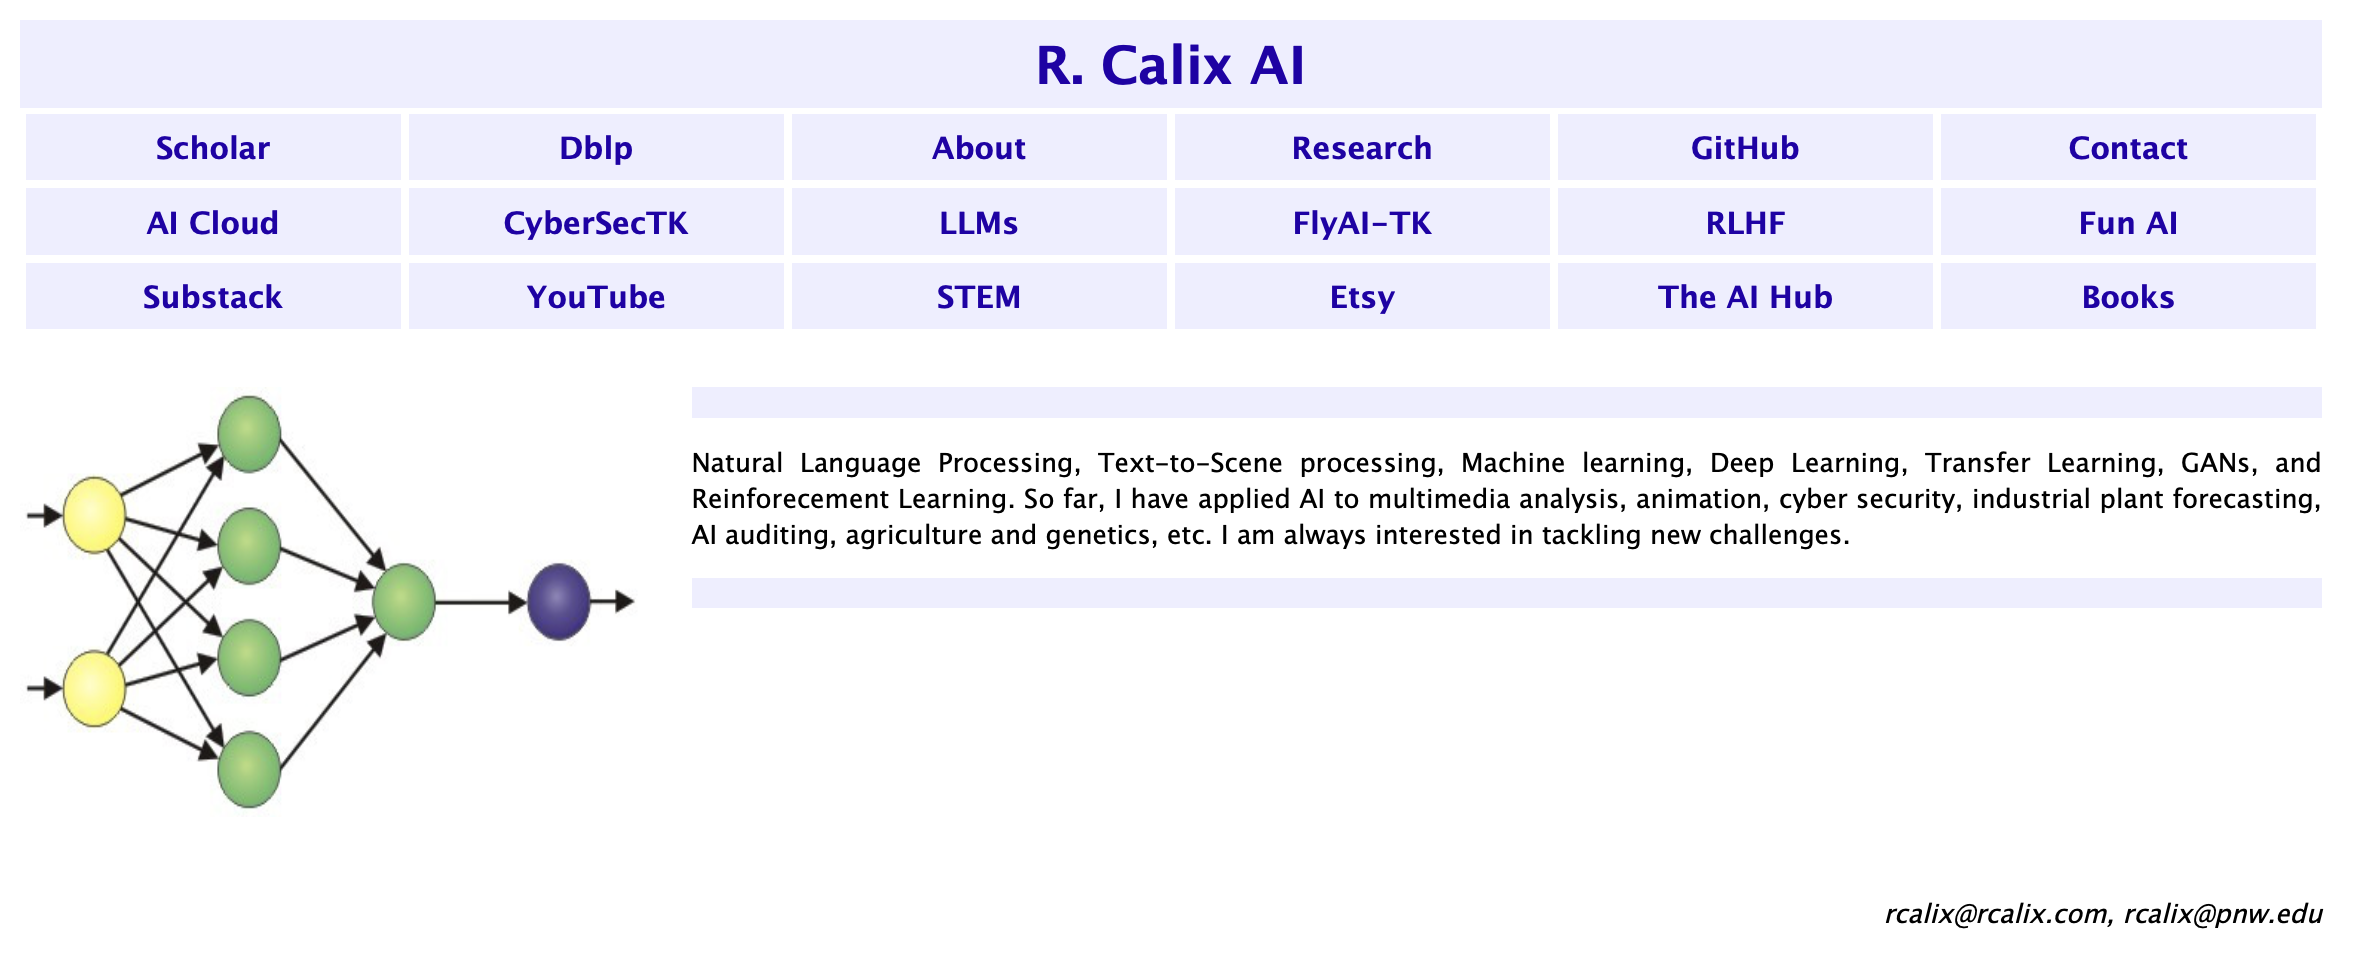 R. Calix AI
Scholar Dblp About Research GitHub Contact
AI Cloud CyberSecTK LLMs FlyAI-TK RLHF Fun AI
Substack YouTube STEM Etsy The AI Hub Books
Natural Language Processing, Text-to-Scene processing, Machine learning, Deep Learning, Transfer Learning, GANs, and
Reinforecement Learning. So far, I have applied AI to multimedia analysis, animation, cyber security, industrial plant forecasting,
AI auditing, agriculture and genetics, etc. I am always interested in tackling new challenges.
rcalix@rcalix.com, rcalix@pnw.edu